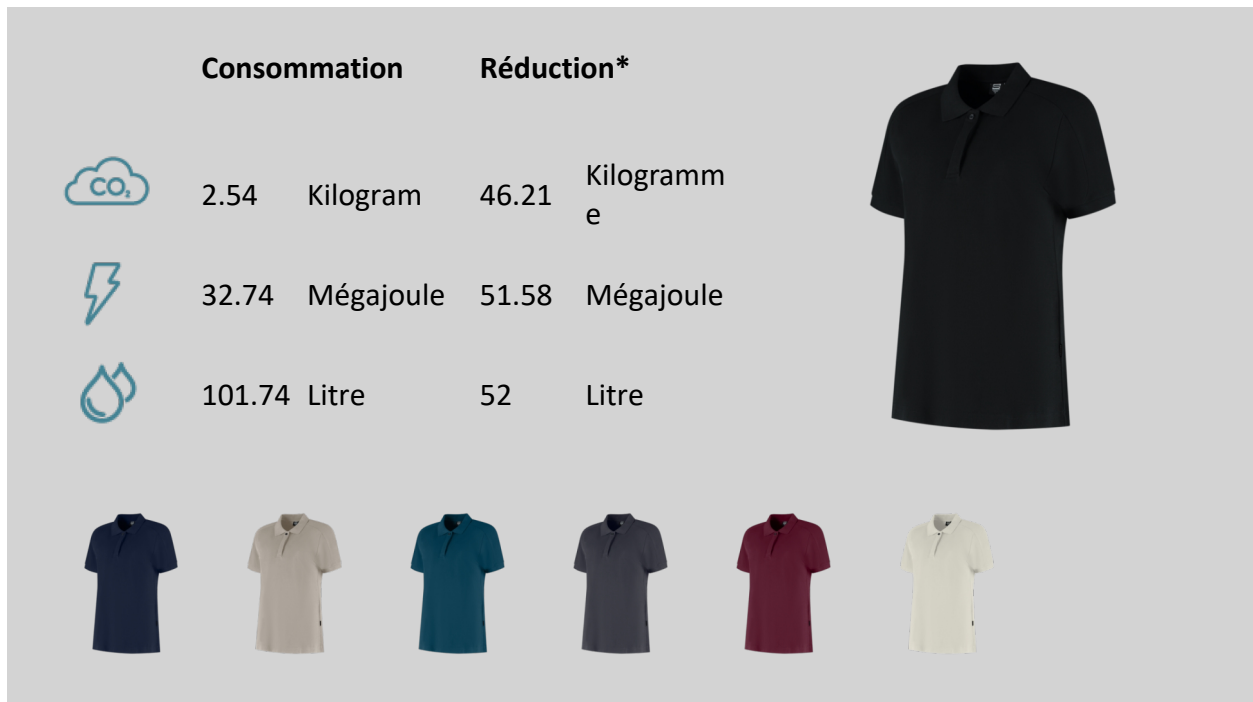 Consommation Réduction*
CO₂
2.54 Kilogram 46.21 Kilogramm
e
32.74 Mégajoule 51.58 Mégajoule
101.74 Litre 52 Litre